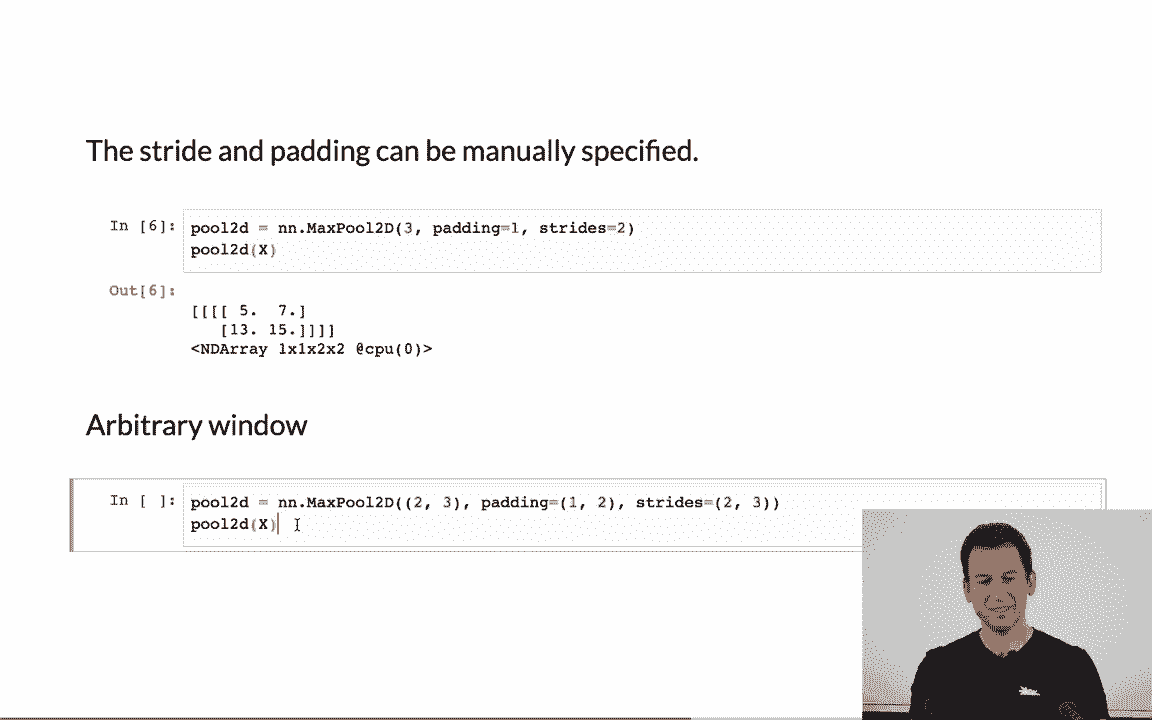 The stride and padding can be manually specified.
In [6]: pool2d = nn.MaxPool2D(3, padding=1, strides=2)
pool2d(X)
Out[6]:
[[[[ 5.  7.]
[13. 15.]]]]
<NDArray 1x1x2x2 @cpu(0)>
Arbitrary window
In [ ]: pool2d = nn.MaxPool2D((2, 3), padding=(1, 2), strides=(2, 3))
pool2d(X)